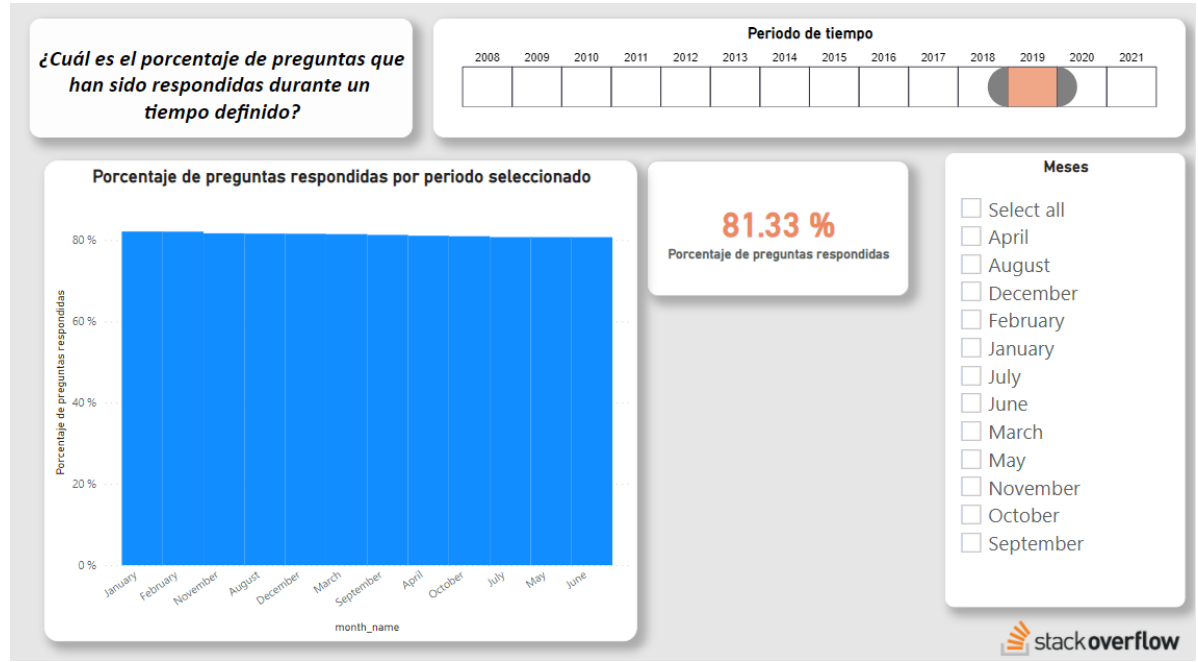 ¿Cuál es el porcentaje de preguntas que
han sido respondidas durante un
tiempo definido?
Periodo de tiempo
2008 2009 2010 2011 2012 2013 2014 2015 2016 2017 2018 2019 2020 2021
Porcentaje de preguntas respondidas por periodo seleccionado
80 %
60 %
40 %
20 %
0 %
Porcentaje de preguntas respondidas
January February November August December March September April October July May June
month_name
81.33 %
Porcentaje de preguntas respondidas
Meses
Select all
April
August
December
February
January
July
June
March
May
November
October
September
stackoverflow